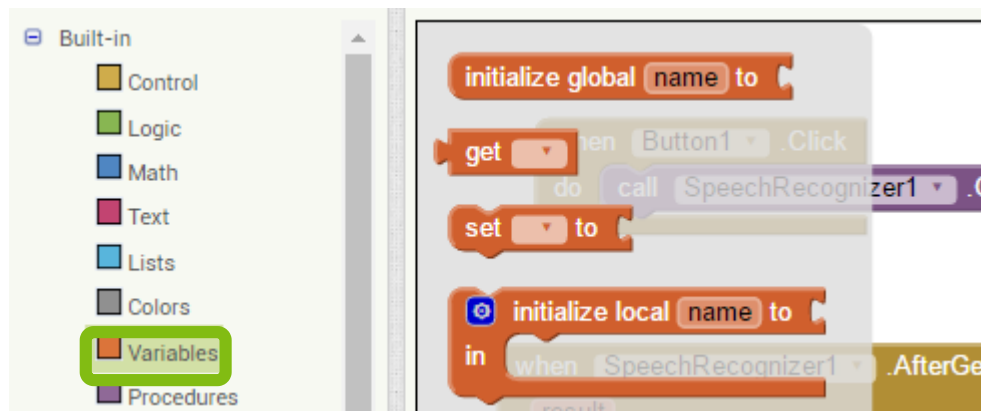 Built-in
Control
Logic
Math
Text
Lists
Colors
Variables
Procedures
initialize global name to
get
when Button1 .Click
do call SpeechRecognizer1 .
set to
initialize local name to
in
when SpeechRecognizer1 .AfterGe
result